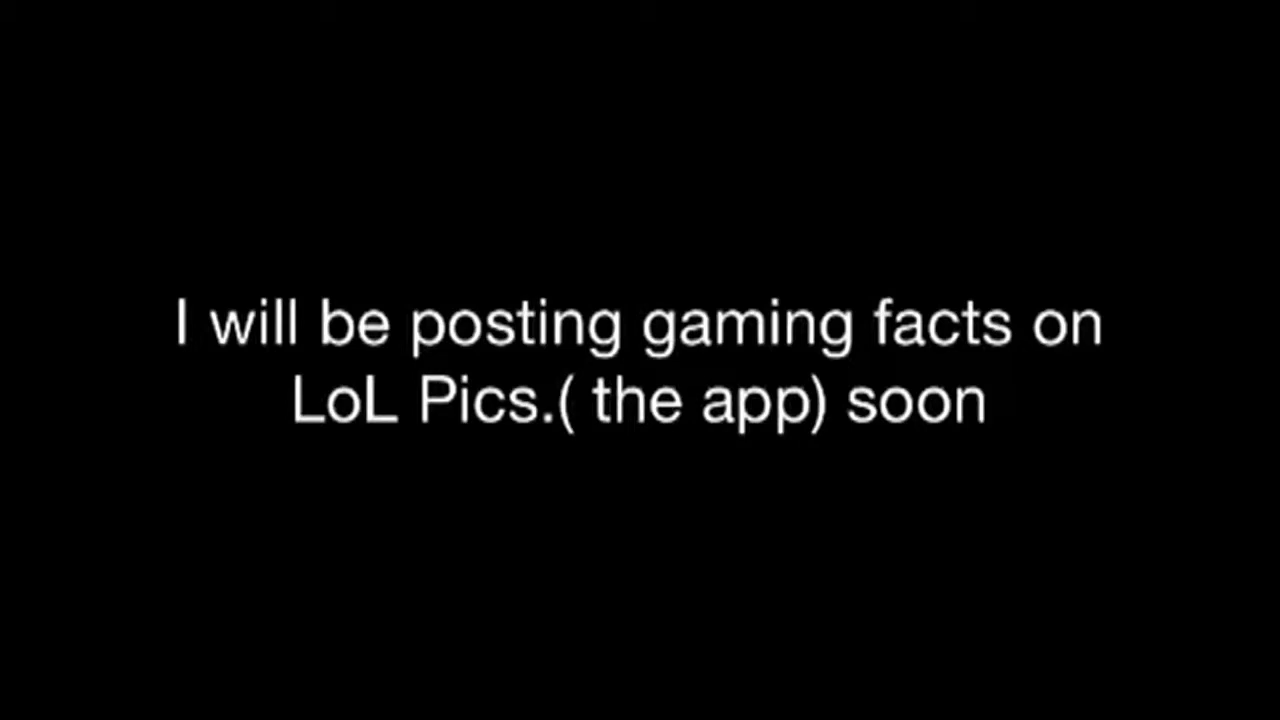 I will be posting gaming facts on
LoL Pics.( the app) soon